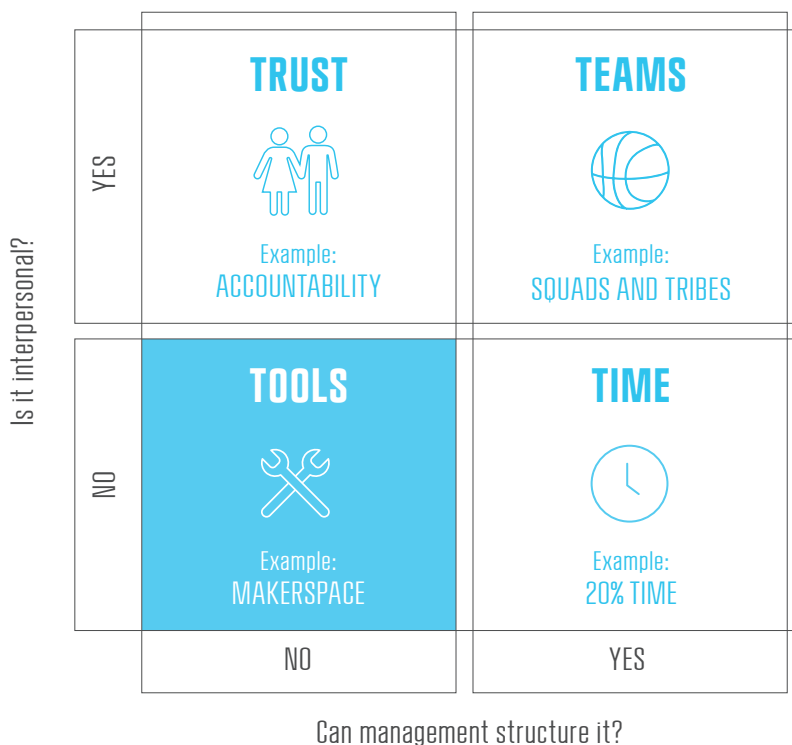 TRUST
Example:
ACCOUNTABILITY
TEAMS
Example:
SQUADS AND TRIBES
YES
Is it interpersonal?
TOOLS
Example:
MAKERSPACE
TIME
Example:
20% TIME
NO
NO
YES
Can management structure it?